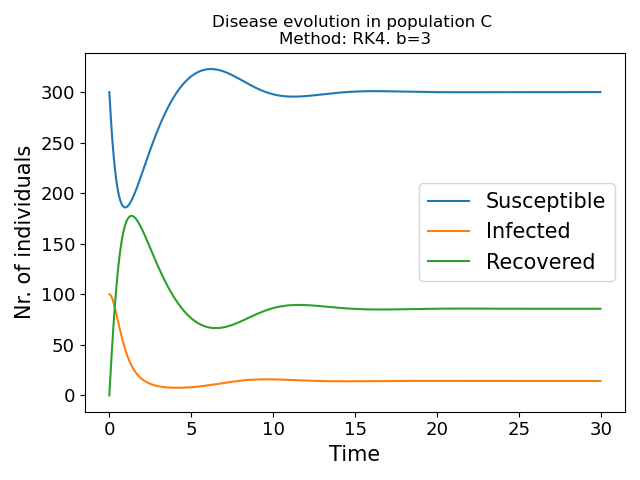 Disease evolution in population C
Method: RK4. b=3
Nr. of individuals
300
250
200
150
100
50
0
Susceptible
Infected
Recovered
0 5 10 15 20 25 30
Time